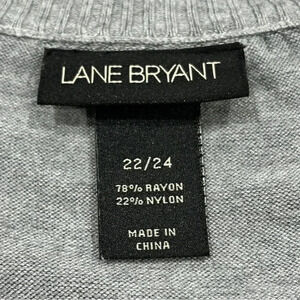 LANE BRYANT
22/24
78% RAYON
22% NYLON
MADE IN
CHINA